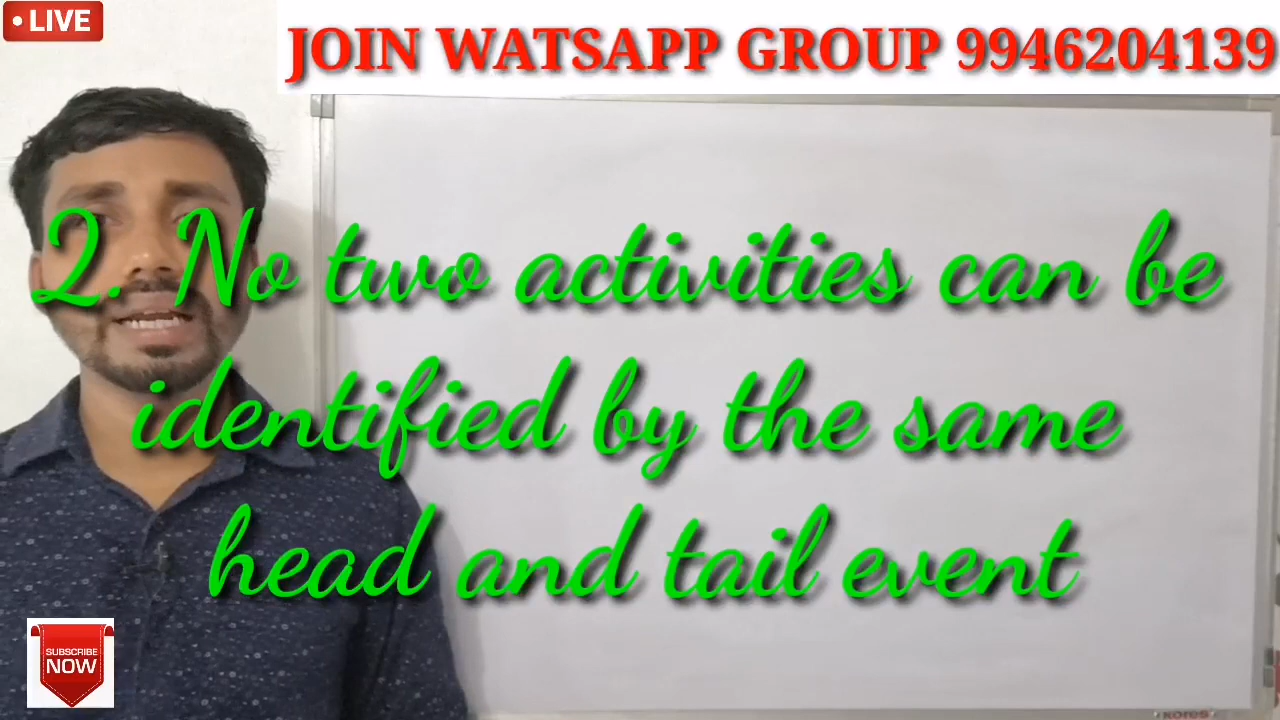 LIVE
JOIN WATSAPP GROUP 9946204139
2. No two activities can be
identified by the same
head and tail event
SUBSCRIBE
NOW
kores